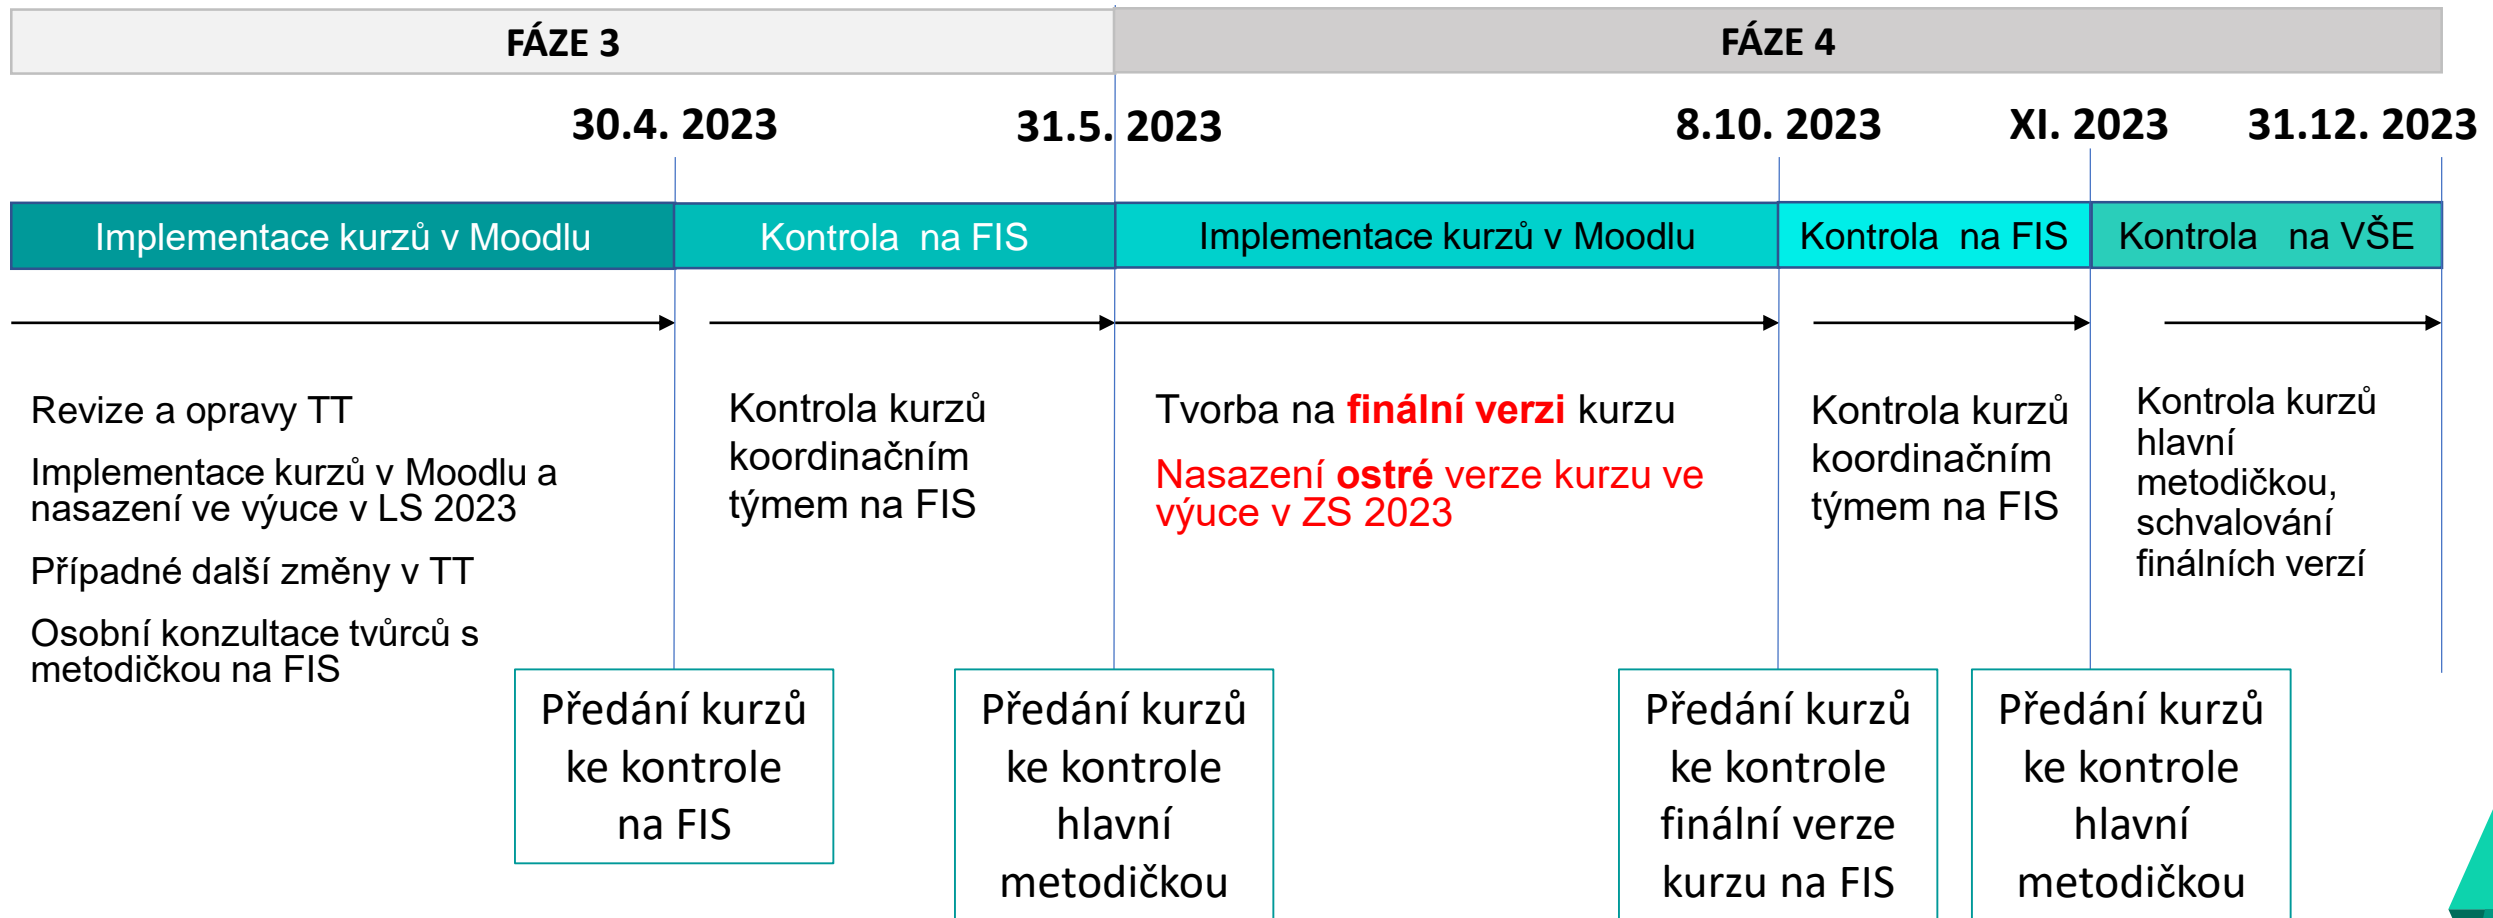 FÁZE 3
FÁZE 4
30.4. 2023
31.5. 2023
8.10. 2023
XI. 2023
31.12. 2023
Implementace kurzů v Moodlu
Kontrola na FIS
Implementace kurzů v Moodlu
Kontrola na FIS
Kontrola na VŠE
Revize a opravy TT
Implementace kurzů v Moodlu a
nasazení ve výuce v LS 2023
Případné další změny v TT
Osobní konzultace tvůrců s
metodičkou na FIS
Kontrola kurzů
koordinačním
týmem na FIS
Tvorba na finální verzi kurzu
Nasazení ostré verze kurzu ve
výuce v ZS 2023
Kontrola kurzů
koordinačním
týmem na FIS
Kontrola kurzů
hlavní
metodičkou,
schvalování
finálních verzí
Předání kurzů
ke kontrole
na FIS
Předání kurzů
ke kontrole
hlavní
metodičkou
Předání kurzů
ke kontrole
finální verze
kurzu na FIS
Předání kurzů
ke kontrole
hlavní
metodičkou